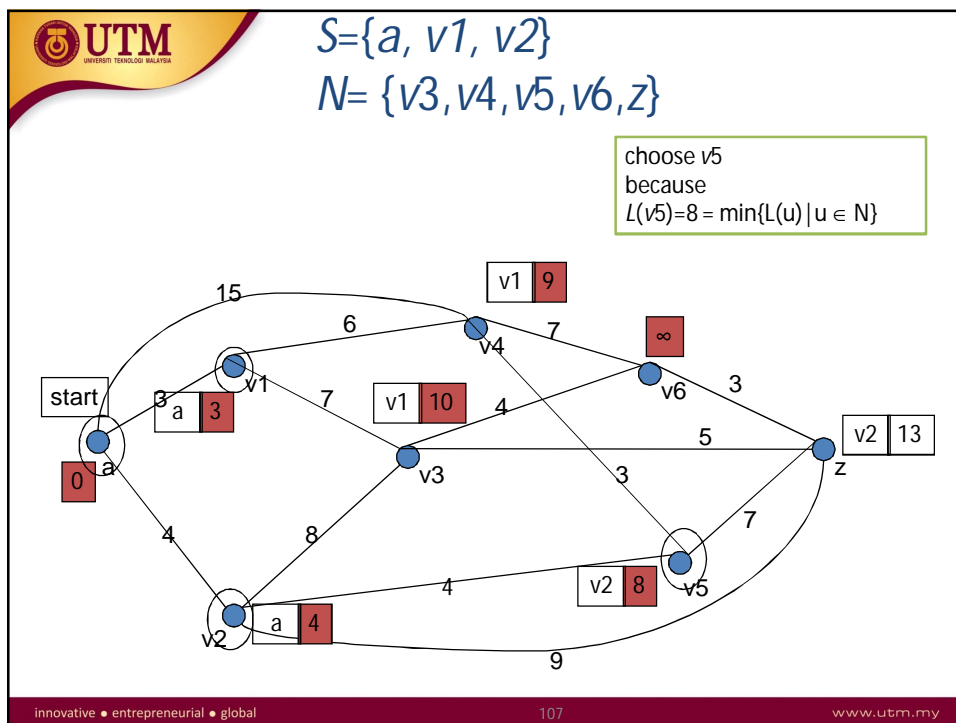 UTM
UNIVERSITI TEKNOLOGI MALAYSIA
S={a, v1, v2}
N= {v3,v4,v5,v6,z}
choose v5
because
L(v5)=8 = min{L(u)|u ∈ N}
v1 9
15
6
7
v4
∞
v1
start
3
a 3
7
v1 10
4
v6
3
5
v2 13
a
0
v3
z
3
4
8
7
4
v2 8
v5
v2
a 4
9
innovative ● entrepreneurial ● global
107
www.utm.my